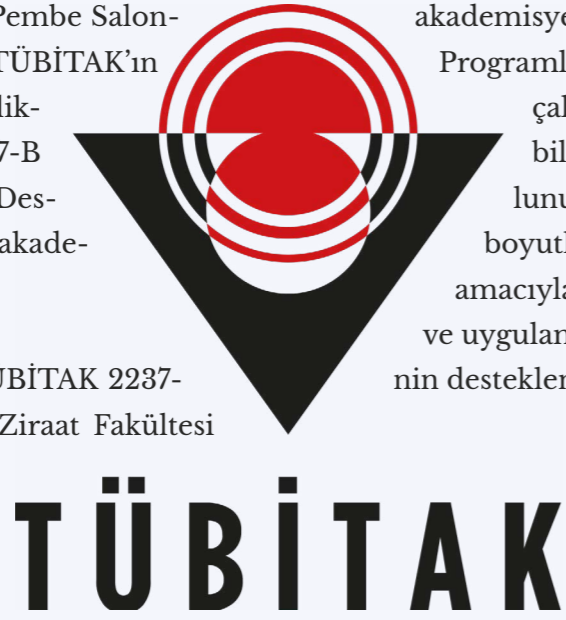 Pembe Salon-
TÜBİTAK’ın
lik-
7-B
Des-
akade-
ÜBİTAK 2237-
Ziraat Fakültesi
akademisye
Programl
çal
bil
lunu
boyutl
amacıyla
ve uygulan
nin destekler
TÜBİTAK